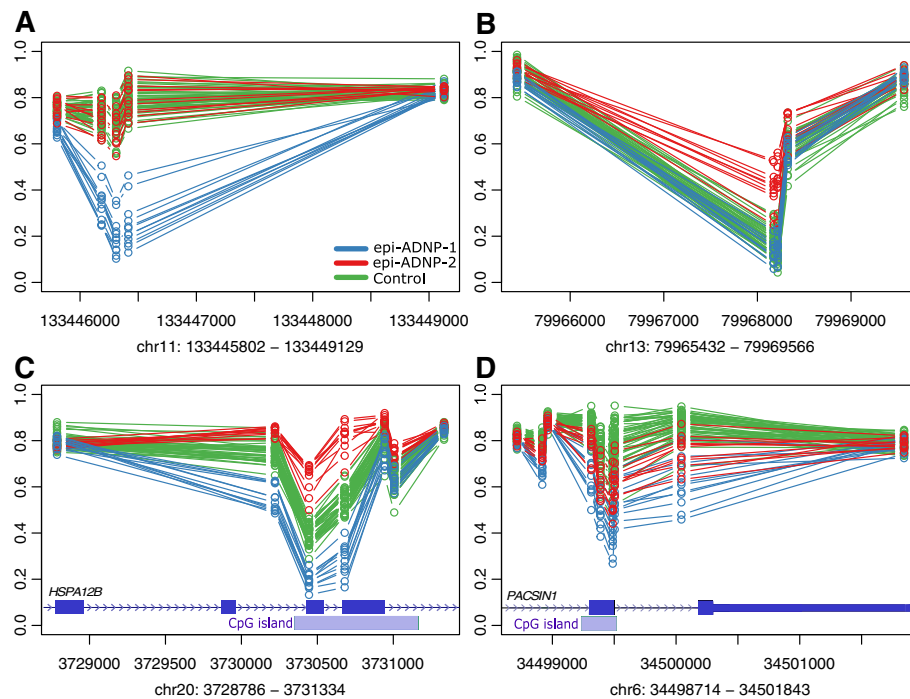 A
1.0
0.8
0.6
0.4
0.2
0.0
epi-ADNP-1
epi-ADNP-2
Control
133446000 133447000 133448000 133449000
chr11: 133445802 − 133449129
B
1.0
0.8
0.6
0.4
0.2
0.0
79966000 79967000 79968000 79969000
chr13: 79965432 − 79969566
C
1.0
0.8
0.6
0.4
0.2
0.0
HSPA12B
CpG island
3729000 3729500 3730000 3730500 3731000
chr20: 3728786 − 3731334
D
1.0
0.8
0.6
0.4
0.2
0.0
PACSIN1
CpG island
34499000 345000000 34501000
chr6: 34498714 − 34501843